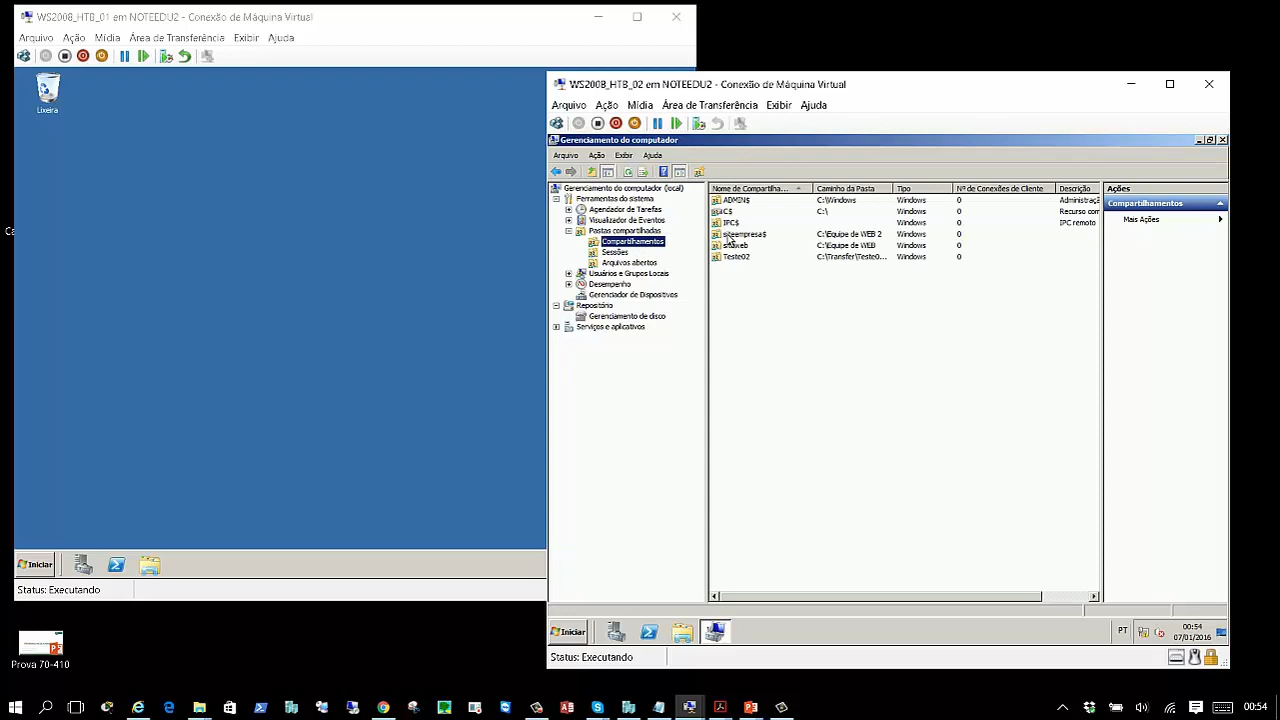 WS2008_HTB_01 em NOTEEDU2 - Conexão de Máquina Virtual
Arquivo Ação Mídia Área de Transferência Exibir Ajuda
Lixeira
Iniciar
Status: Executando
WS2008_HTB_02 em NOTEEDU2 - Conexão de Máquina Virtual
Arquivo Ação Mídia Área de Transferência Exibir Ajuda
Gerenciamento do computador
Arquivo Ação Exibir Ajuda
Gerenciamento do computador (local)
Ferramentas do sistema
Agendador de Tarefas
Visualizador de Eventos
Pastas compartilhadas
Compartilhamentos
Sessões
Arquivos abertos
Usuários e Grupos Locais
Desempenho
Gerenciador de Dispositivos
Repositório
Gerenciamento de disco
Serviços e aplicativos
Nome de Compartilha... Caminho da Pasta Tipo Nº de Conexões de Cliente Descrição
ADMIN$ C:\Windows Windows 0 Administraç
C$ C:\ Windows 0 Recurso com
IPC$ Windows 0 IPC remoto
siteempresa$ C:\Equipe de WEB 2 Windows 0
C:\Equipe de WEB Windows 0
Teste02 C:\Transfer\Teste0... Windows 0
Ações
Compartilhamentos
Mais Ações
Iniciar
PT
00:54
07/01/2016
Status: Executando
Prova 70-410
00:54